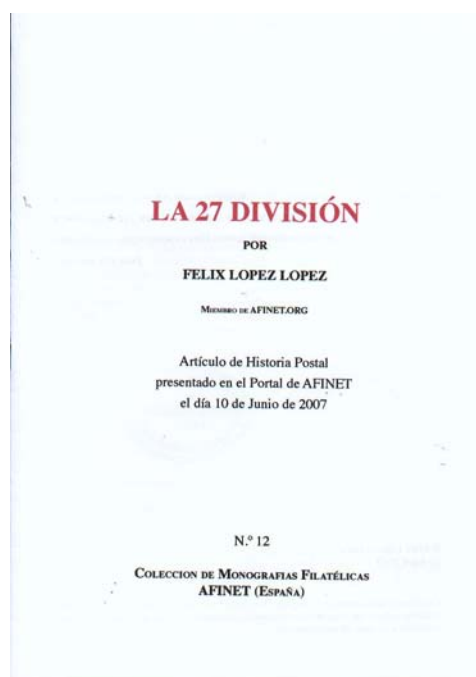 LA 27 DIVISIÓN
POR
FELIX LOPEZ LOPEZ
MIEMBRO DE AFINET.ORG
Artículo de Historia Postal
presentado en el Portal de AFINET
el día 10 de Junio de 2007
N.º 12
COLECCION DE MONOGRAFIAS FILATÉLICAS
AFINET (ESPAÑA)